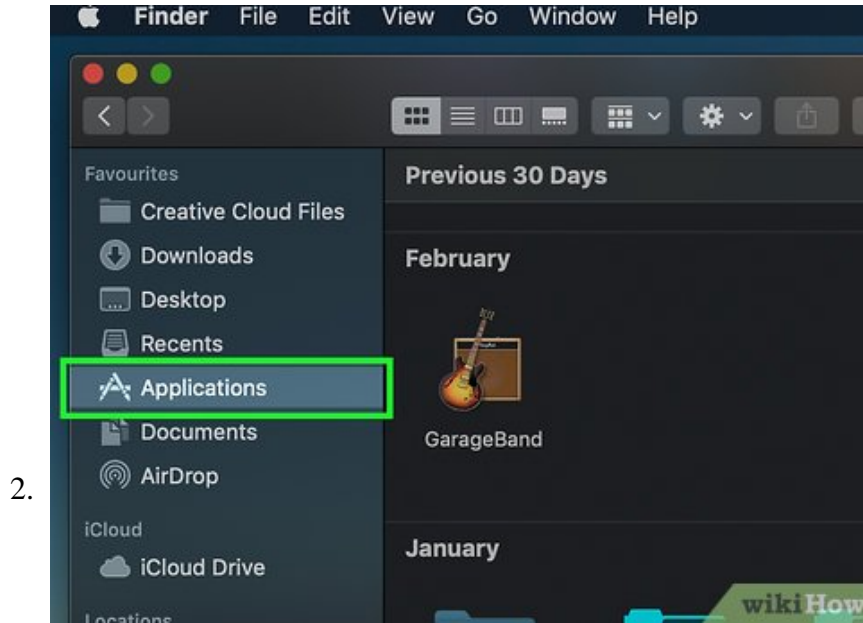 Finder File Edit View Go Window Help
Favourites
Creative Cloud Files
Downloads
Desktop
Recents
Applications
Documents
AirDrop
iCloud
iCloud Drive
Locations
Previous 30 Days
February
GarageBand
January
2.
wikiHow